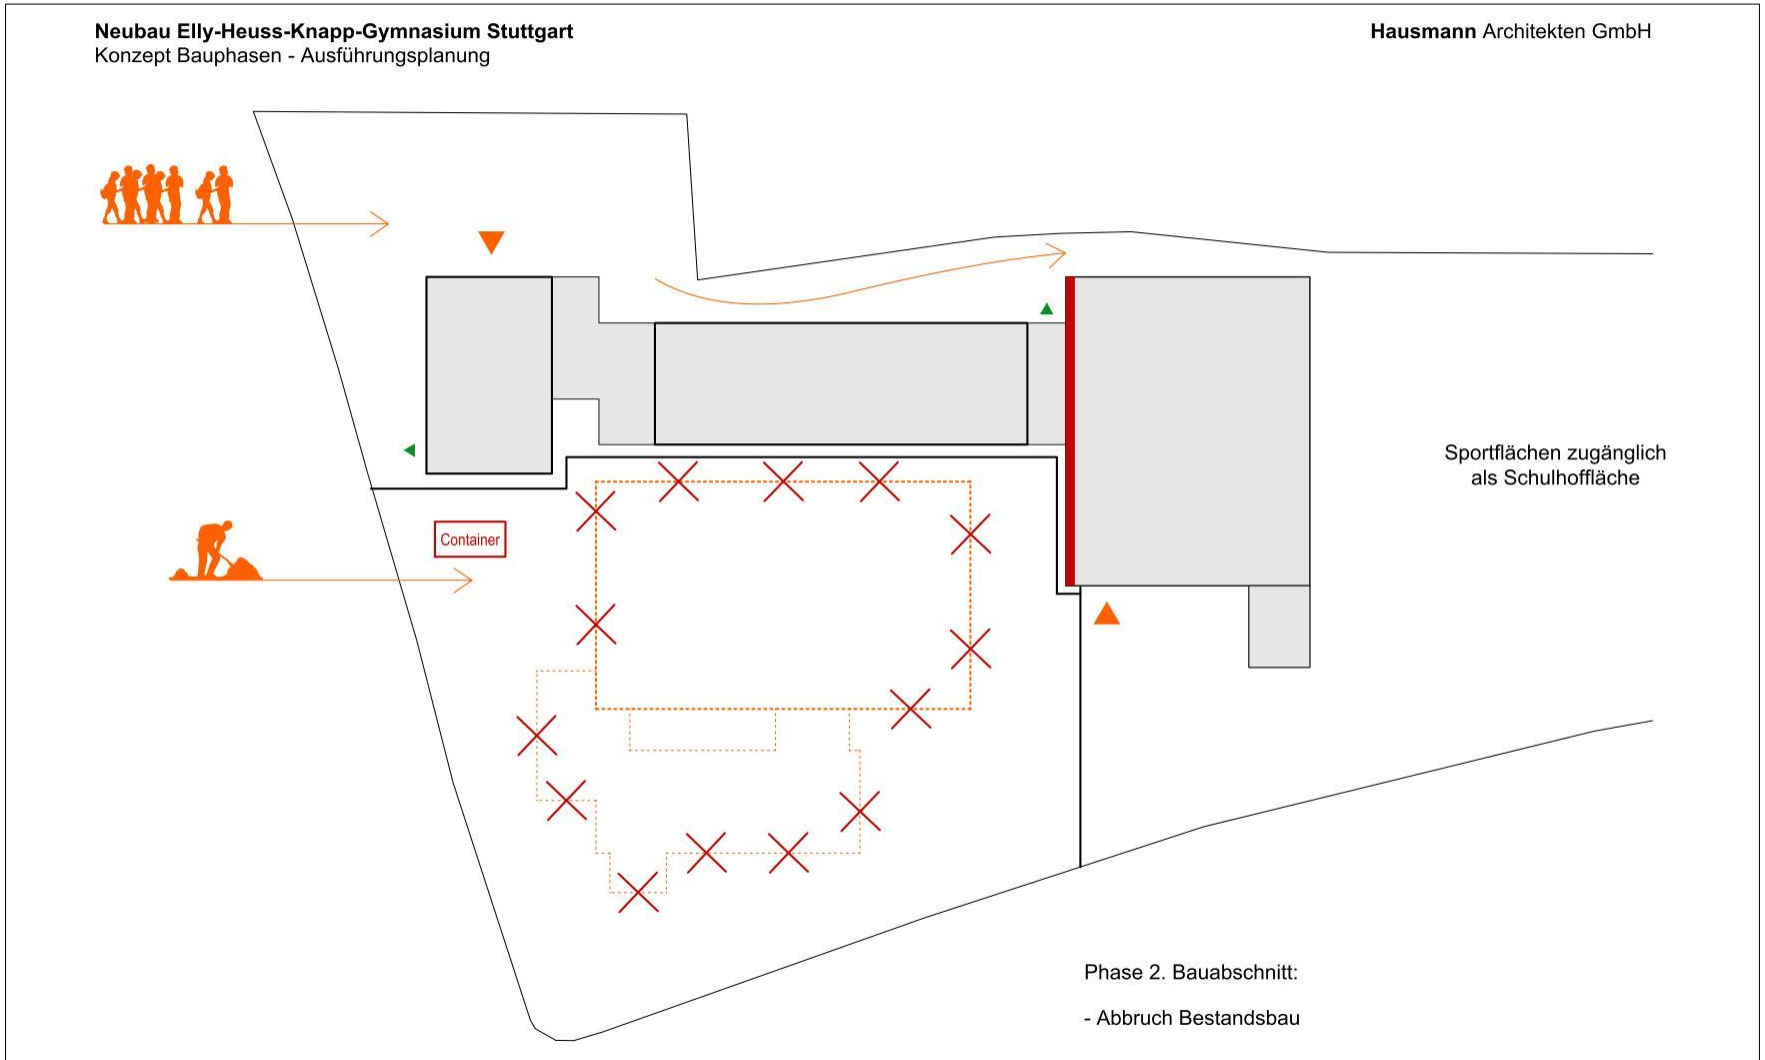 Neubau Elly-Heuss-Knapp-Gymnasium Stuttgart
Konzept Bauphasen - Ausführungsplanung
Hausmann Architekten GmbH
Sportflächen zugänglich
als Schulhoffläche
Container
Phase 2. Bauabschnitt:
- Abbruch Bestandsbau